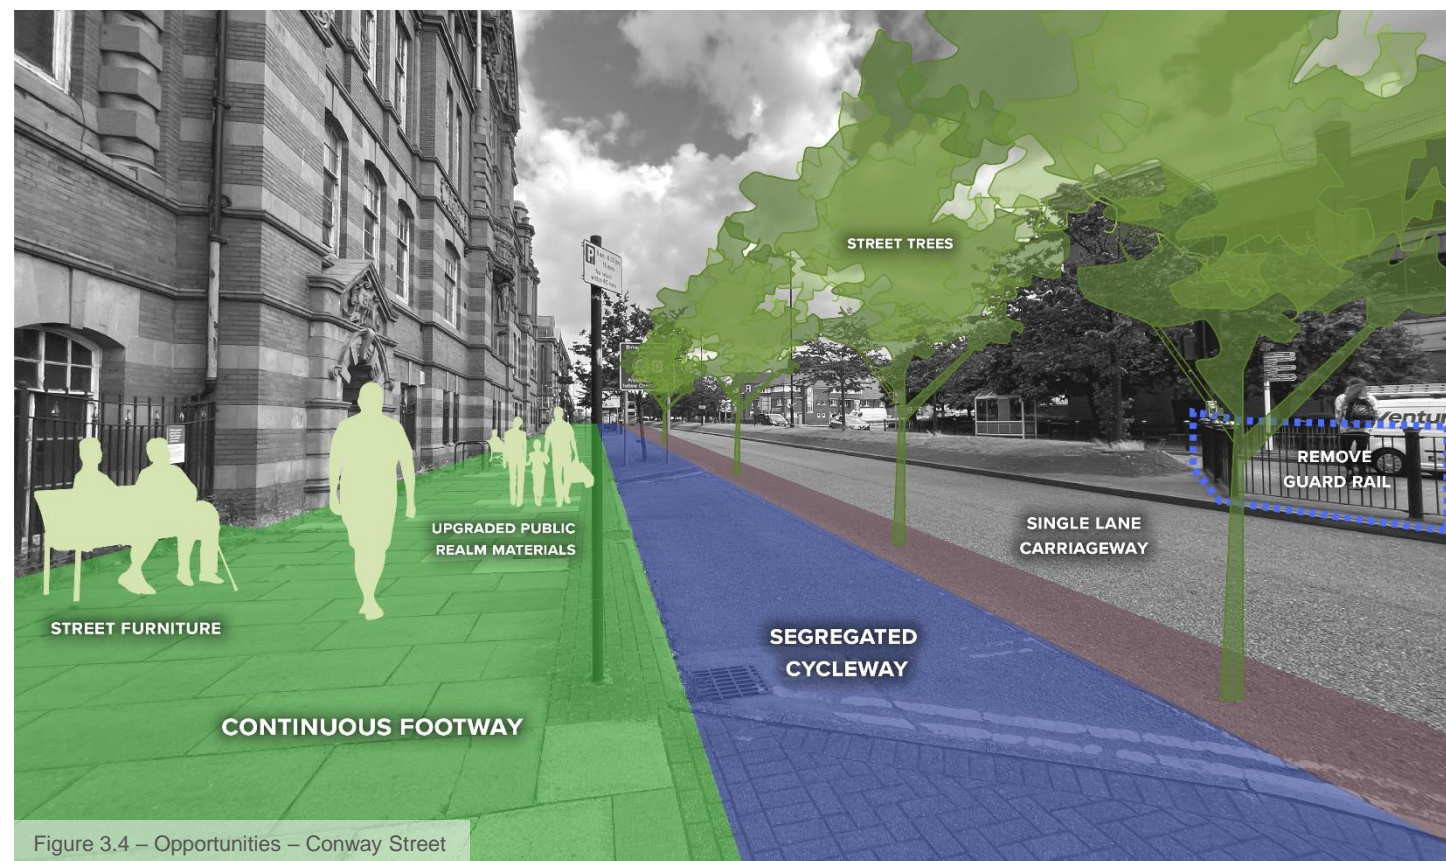 STREET TREES
REMOVE
GUARD RAIL
UPGRADED PUBLIC
REALM MATERIALS
SINGLE LANE
CARRIAGEWAY
STREET FURNITURE
SEGREGATED
CYCLEWAY
CONTINUOUS FOOTWAY
Figure 3.4 – Opportunities – Conway Street